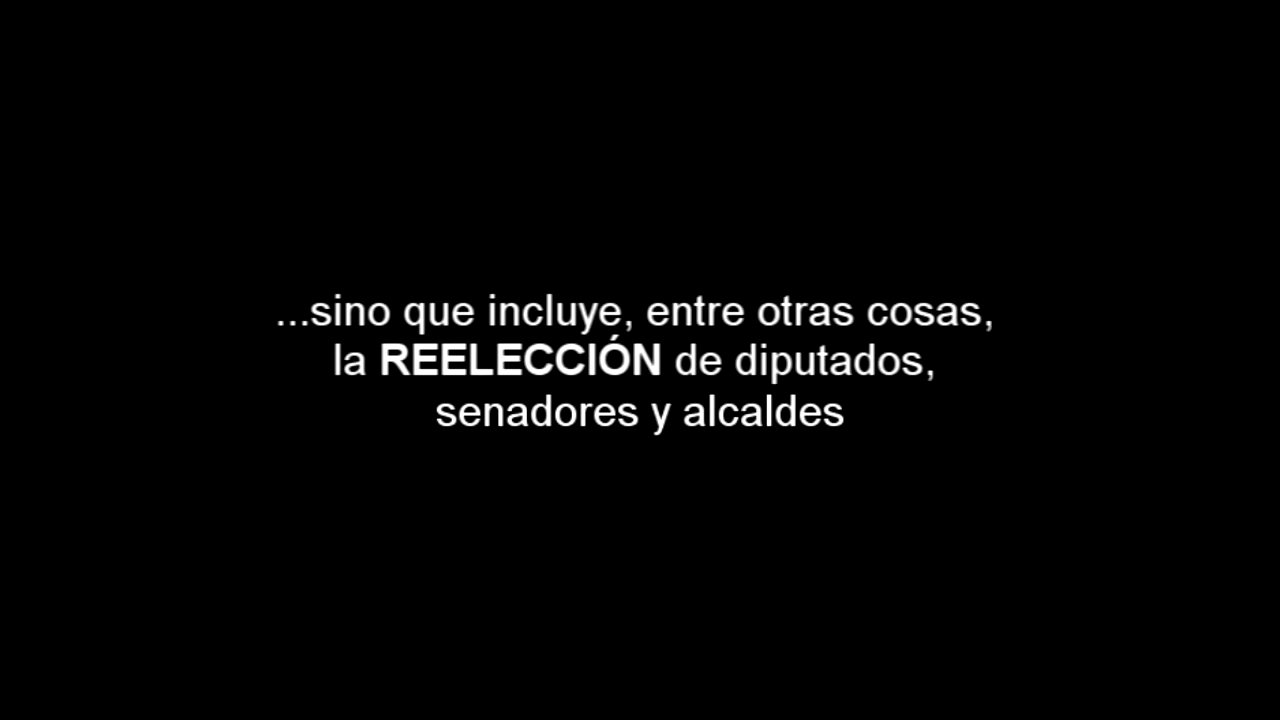 ...sino que incluye, entre otras cosas,
la REELECCIÓN de diputados,
senadores y alcaldes